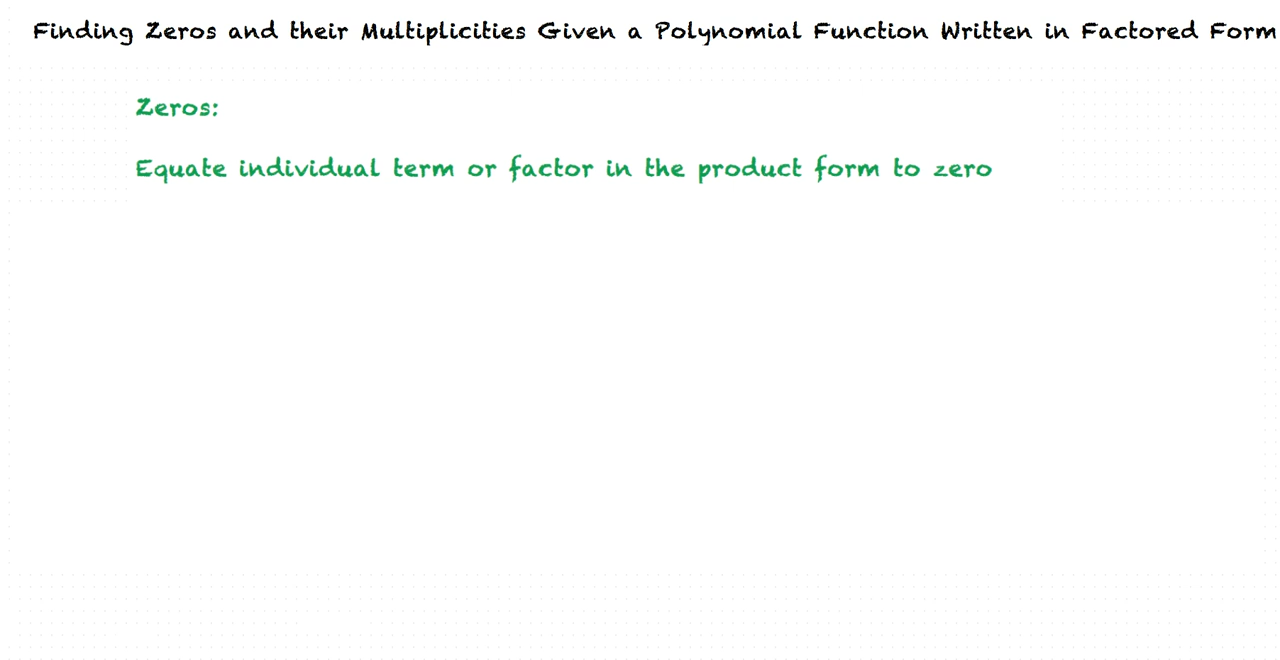 Finding Zeros and their Multiplicities Given a Polynomial Function Written in Factored Form
Zeros:
Equate individual term or factor in the product form to zero